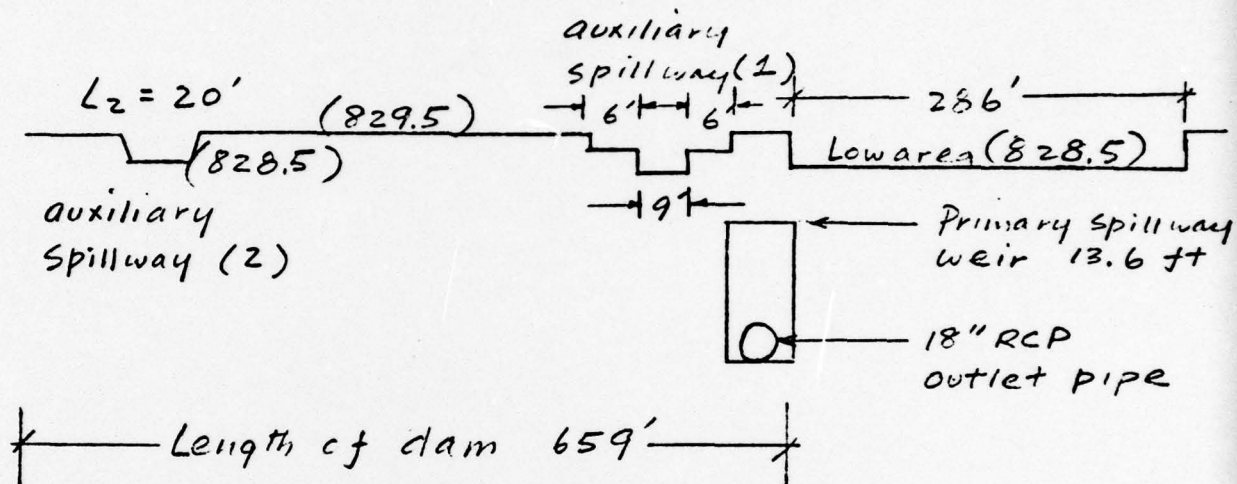 auxiliary
spillway(1)
L2 = 20'
6'
6'
286'
(829.5)
(828.5)
Low area (828.5)
9'
auxiliary
spillway (2)
Primary spillway
weir 13.6 ft
18" RCP
outlet pipe
Length of dam 659'